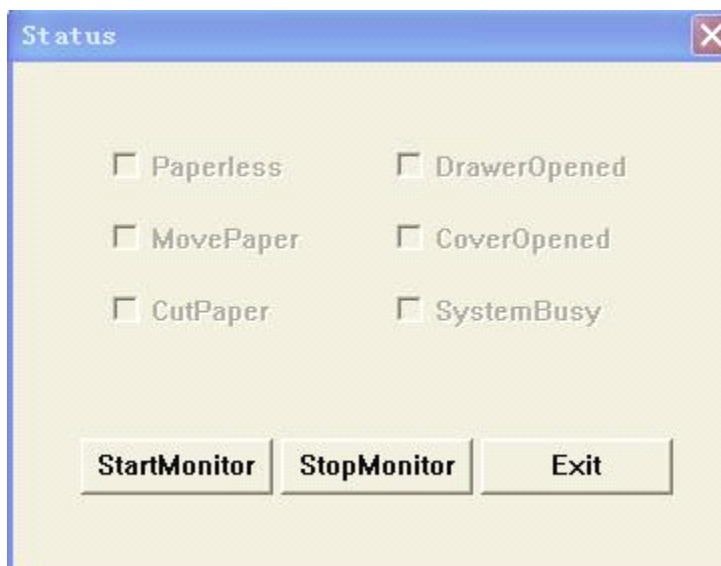 Status
Paperless DrawerOpened
MovePaper CoverOpened
CutPaper SystemBusy
StartMonitor StopMonitor Exit